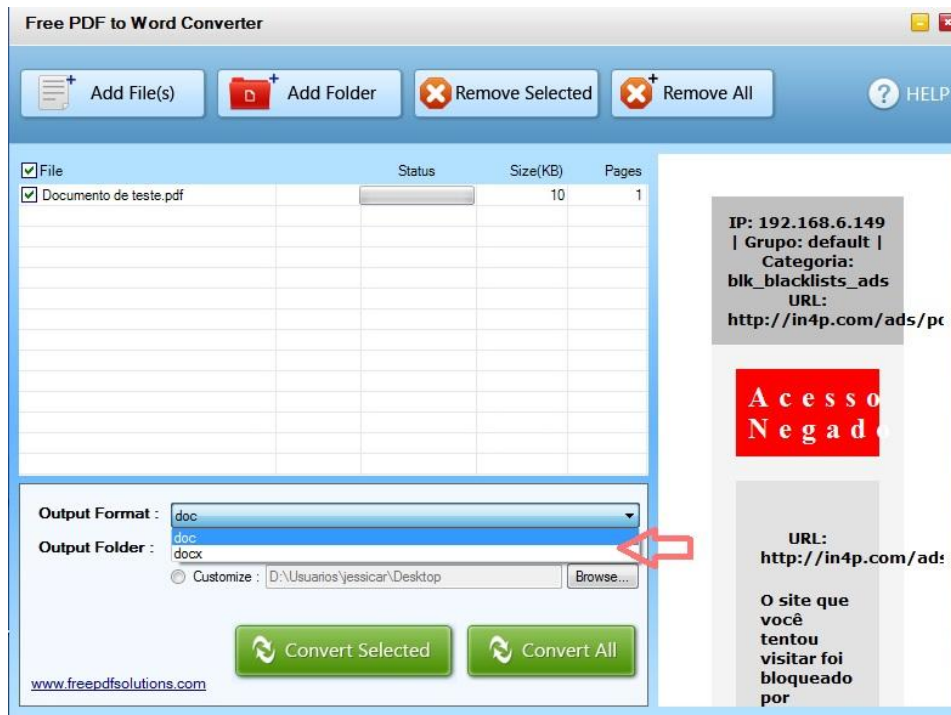 Free PDF to Word Converter
Add File(s)
Add Folder
Remove Selected
Remove All
HELP
File Status Size(KB) Pages
Documento de teste.pdf 10 1
Output Format : doc
doc
docx
Output Folder :
Customize : D:\Usuarios\jessicar\Desktop Browse...
Convert Selected
Convert All
www.freepdfsolutions.com
IP: 192.168.6.149
| Grupo: default |
Categoria:
blk_blacklists_ads
URL:
http://in4p.com/ads/
Acesso
Negado
URL:
http://in4p.com/ads
O site que
você
tentou
visitar foi
bloqueado
por